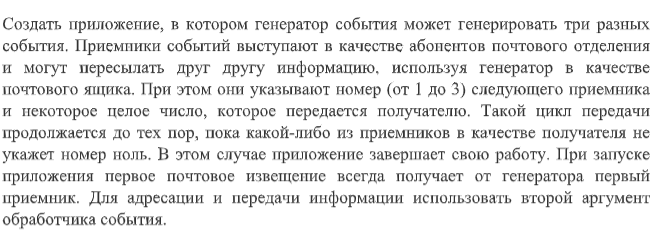 Создать приложение, в котором генератор события может генерировать три разных
события. Приемники событий выступают в качестве абонентов почтового отделения
и могут пересылать друг другу информацию, используя генератор в качестве
почтового ящика. При этом они указывают номер (от 1 до 3) следующего приемника
и некоторое целое число, которое передается получателю. Такой цикл передачи
продолжается до тех пор, пока какой-либо из приемников в качестве получателя не
укажет номер ноль. В этом случае приложение завершает свою работу. При запуске
приложения первое почтовое извещение всегда получает от генератора первый
приемник. Для адресации и передачи информации использовать второй аргумент
обработчика события.